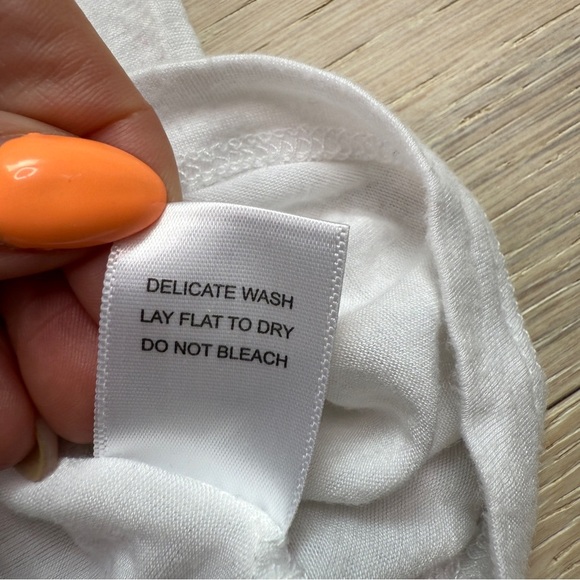 DELICATE WASH
LAY FLAT TO DRY
DO NOT BLEACH